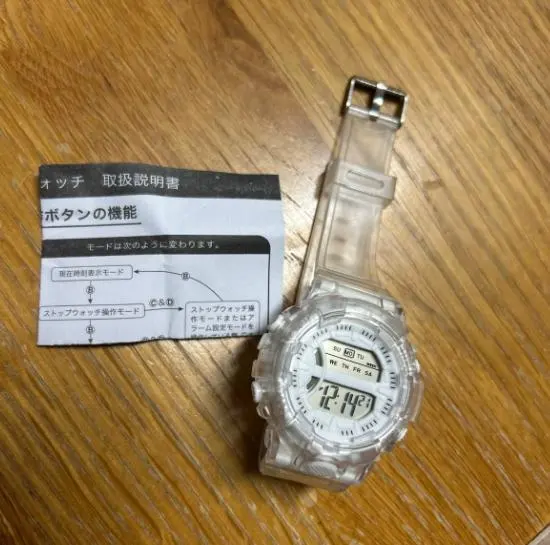 ォッチ 取扱説明書
ボタンの機能
モードは次のように変わります。
現在時刻表示モード
Ⓑ
Ⓑ
ストップウォッチ操作モード
Ⓒ&Ⓓ
ストップウォッチ操
作モードまたはア
ラーム設定モードを
Ⓑ
SU MO TU
WE TH FR SA
12:14 21